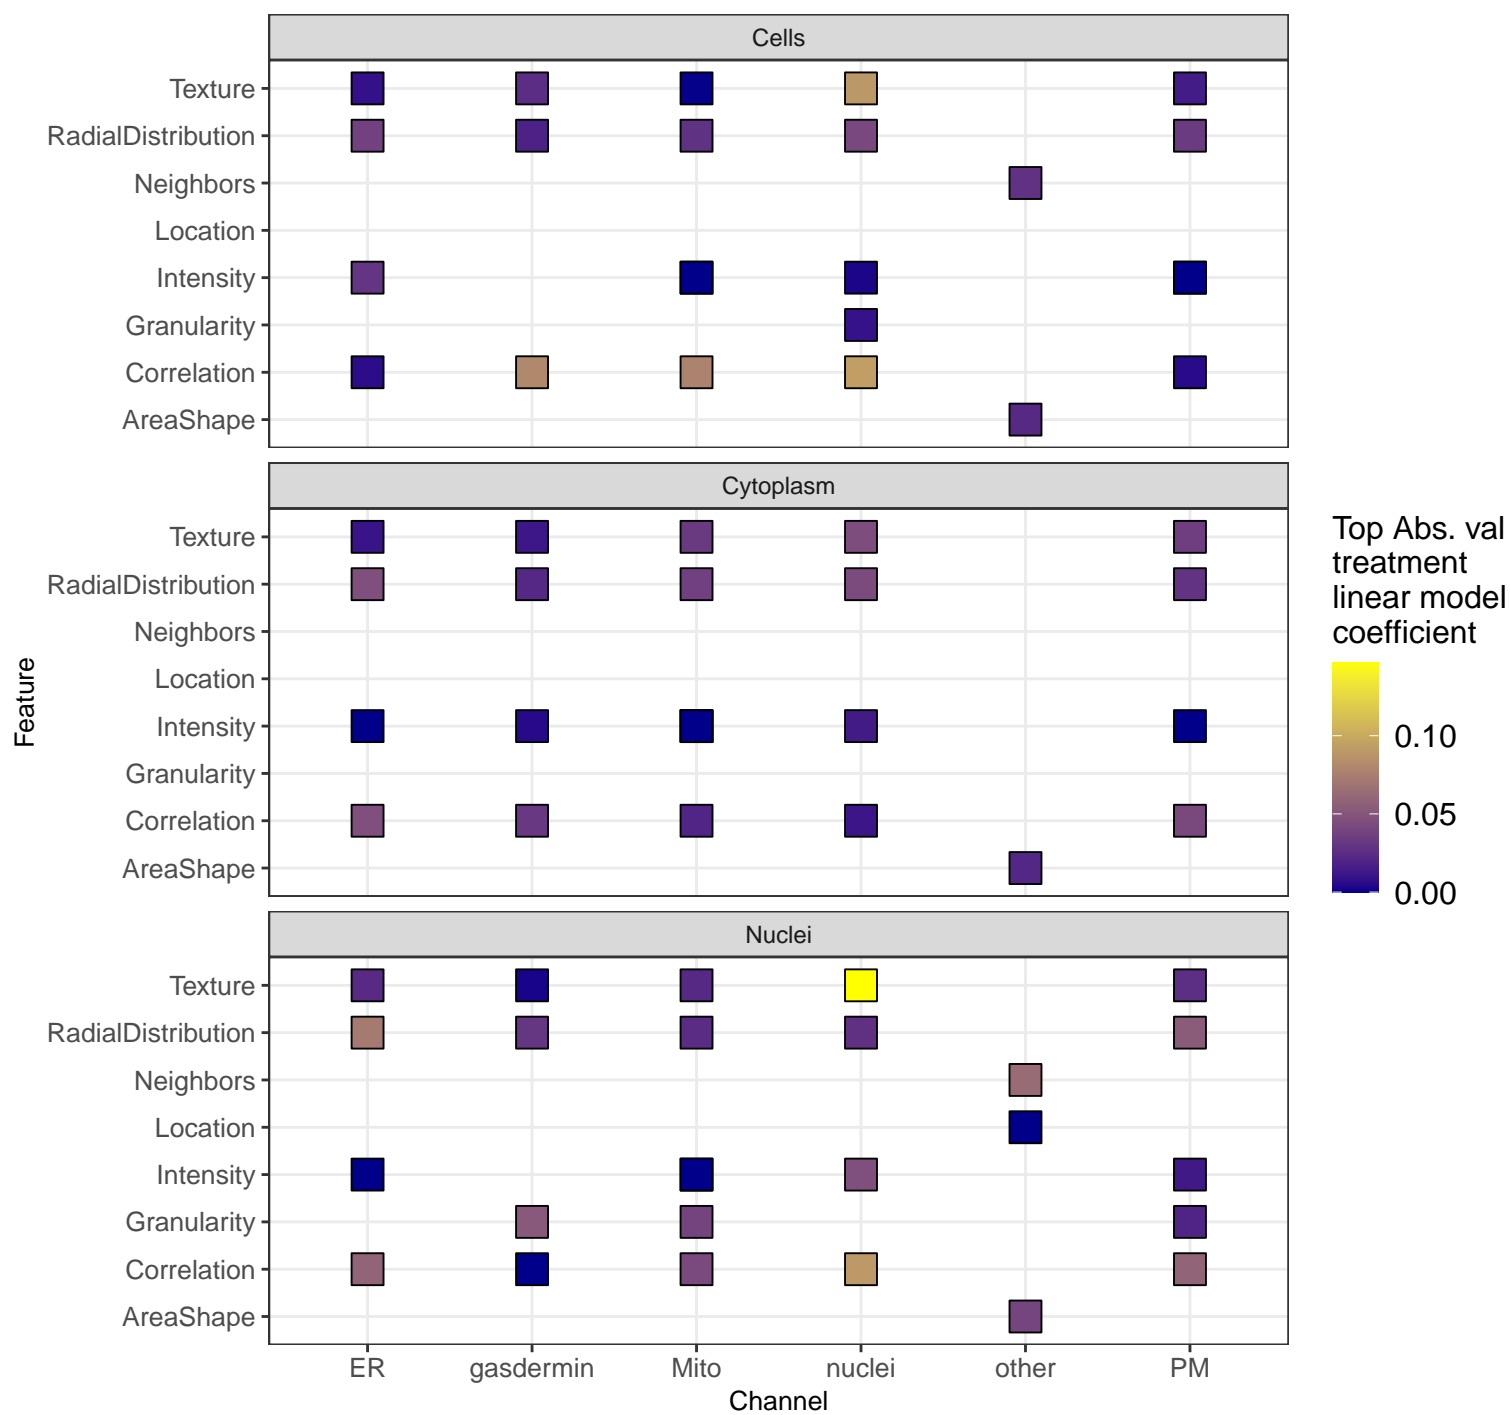 Cells
Texture
RadialDistribution
Neighbors
Location
Intensity
Granularity
Correlation
AreaShape
Cytoplasm
Texture
RadialDistribution
Neighbors
Location
Intensity
Granularity
Correlation
AreaShape
Nuclei
Texture
RadialDistribution
Neighbors
Location
Intensity
Granularity
Correlation
AreaShape
ER gasdermin Mito nuclei other PM
Channel
Feature
Top Abs. val
treatment
linear model
coefficient
0.10
0.05
0.00